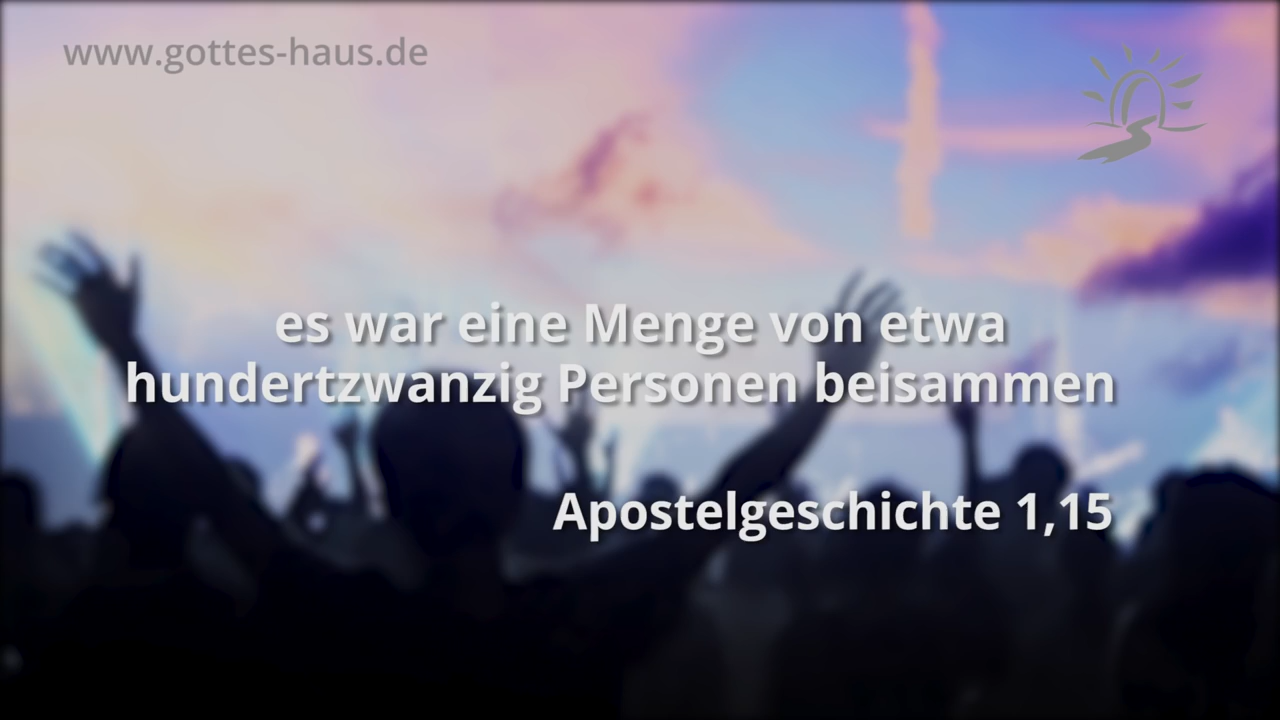 www.gottes-haus.de
es war eine Menge von etwa
hundertzwanzig Personen beisammen
Apostelgeschichte 1,15